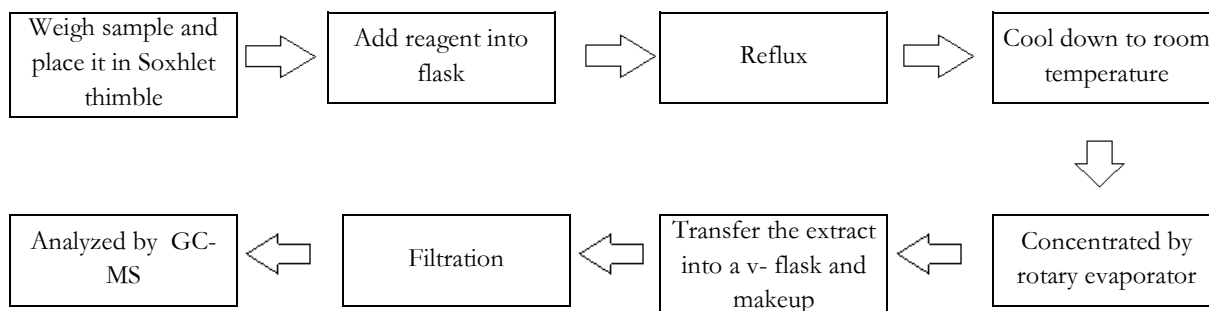 Weigh sample and
place it in Soxhlet
thimble
Add reagent into
flask
Reflux
Cool down to room
temperature
Concentrated by
rotary evaporator
Transfer the extract
into a v- flask and
makeup
Filtration
Analyzed by GC-
MS